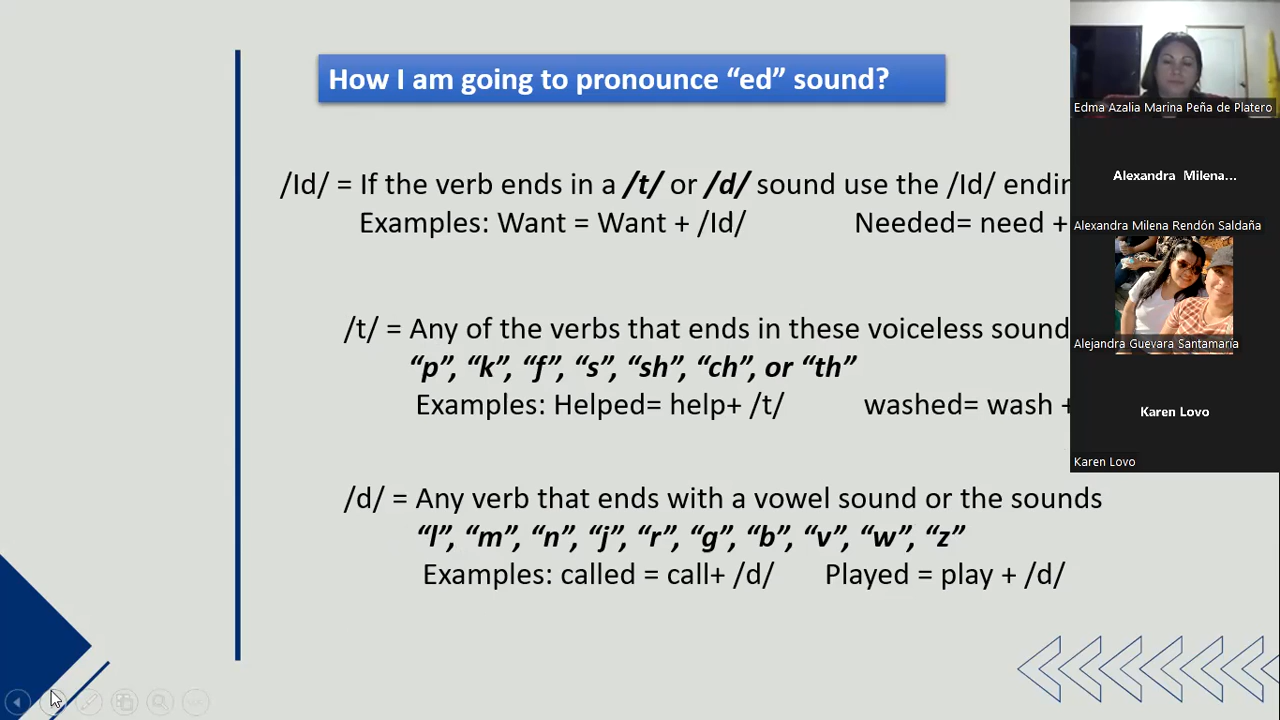 How I am going to pronounce “ed” sound?
/Id/ = If the verb ends in a /t/ or /d/ sound use the /Id/
Examples: Want = Want + /Id/ Needed= need +
/t/ = Any of the verbs that ends in these voiceless
“p”, “k”, “f”, “s”, “sh”, “ch”, or “th”
Examples: Helped= help+ /t/ washed= wash +
/d/ = Any verb that ends with a vowel sound or the sounds
“l”, “m”, “n”, “j”, “r”, “g”, “b”, “v”, “w”, “z”
Examples: called = call+ /d/ Played = play + /d/
Edma Azalia Marina Peña de Platero
Alexandra Milena...
Alexandra Milena Rendón Saldaña
Alejandra Guevara Santamaría
Karen Lovo
Karen Lovo